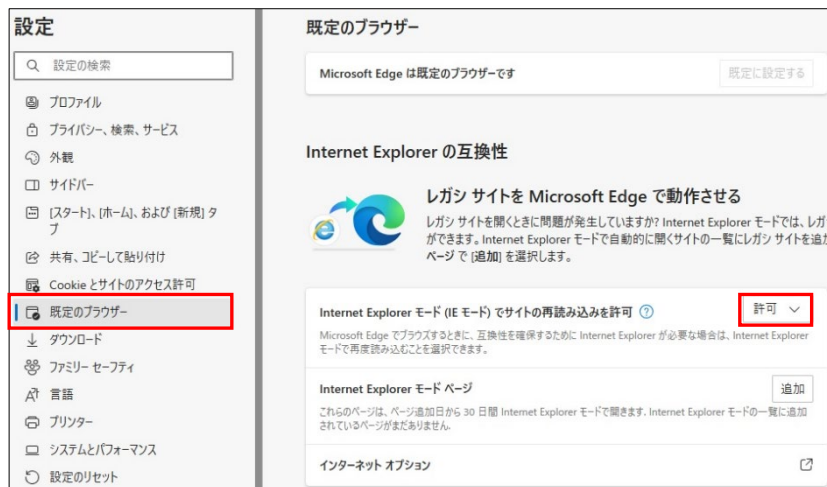 設定
設定の検索
プロファイル
プライバシー、検索、サービス
外観
サイドバー
[スタート]、[ホーム]、および [新規] タ
ブ
共有、コピーして貼り付け
Cookie とサイトのアクセス許可
既定のブラウザー
ダウンロード
ファミリー セーフティ
言語
プリンター
システムとパフォーマンス
設定のリセット
既定のブラウザー
Microsoft Edge は既定のブラウザーです
既定に設定する
Internet Explorer の互換性
レガシ サイトを Microsoft Edge で動作させる
レガシ サイトを開くときに問題が発生していますか? Internet Explorer モードでは、レガ
ができます。Internet Explorer モードで自動的に開くサイトの一覧にレガシ サイトを追加
ページ で [追加] を選択します。
Internet Explorer モード (IE モード) でサイトの再読み込みを許可
許可
Microsoft Edge でブラウズするときに、互換性を確保するために Internet Explorer が必要な場合は、Internet Explorer
モードで再度読み込むことを選択できます。
Internet Explorer モード ページ
追加
これらのページは、ページ追加日から 30 日間 Internet Explorer モードで開きます. Internet Explorer モードの一覧に追加
されているページがまだありません.
インターネット オプション